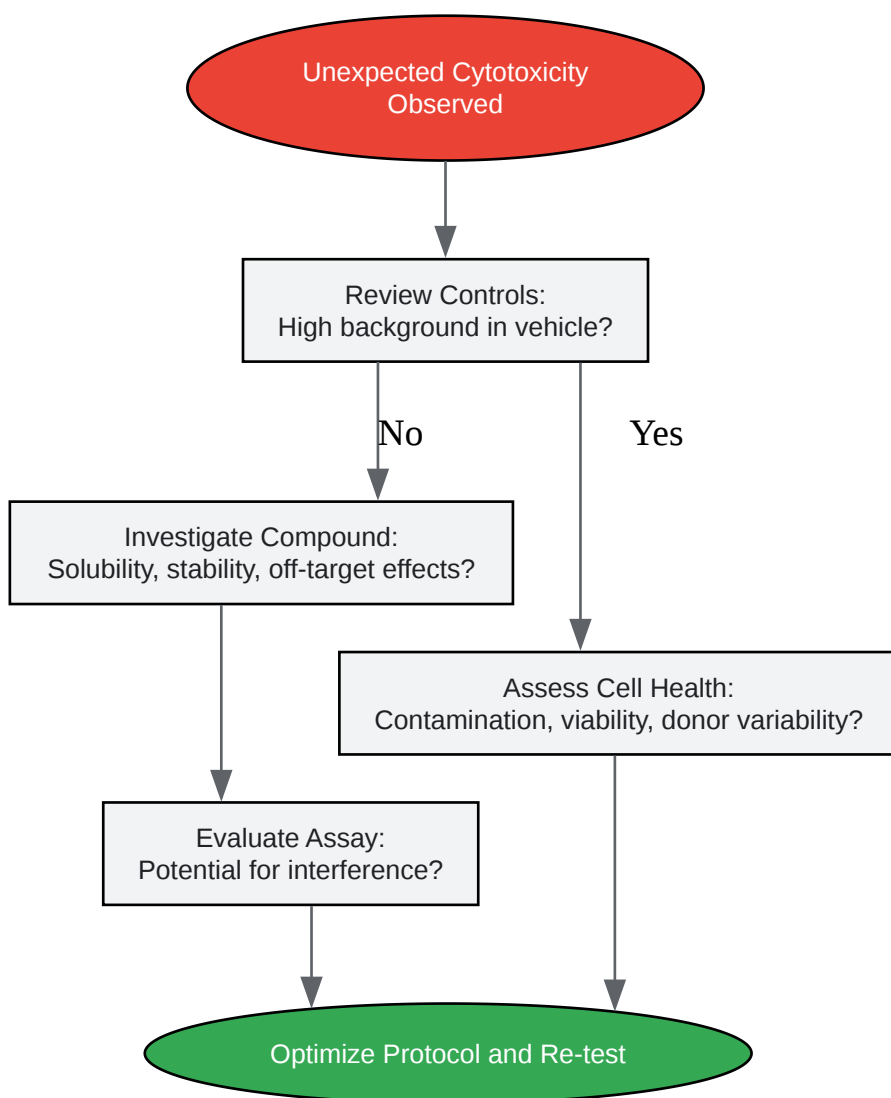 Unexpected Cytotoxicity
Observed
Review Controls:
High background in vehicle?
No
Yes
Investigate Compound:
Solubility, stability, off-target effects?
Assess Cell Health:
Contamination, viability, donor variability?
Evaluate Assay:
Potential for interference?
Optimize Protocol and Re-test